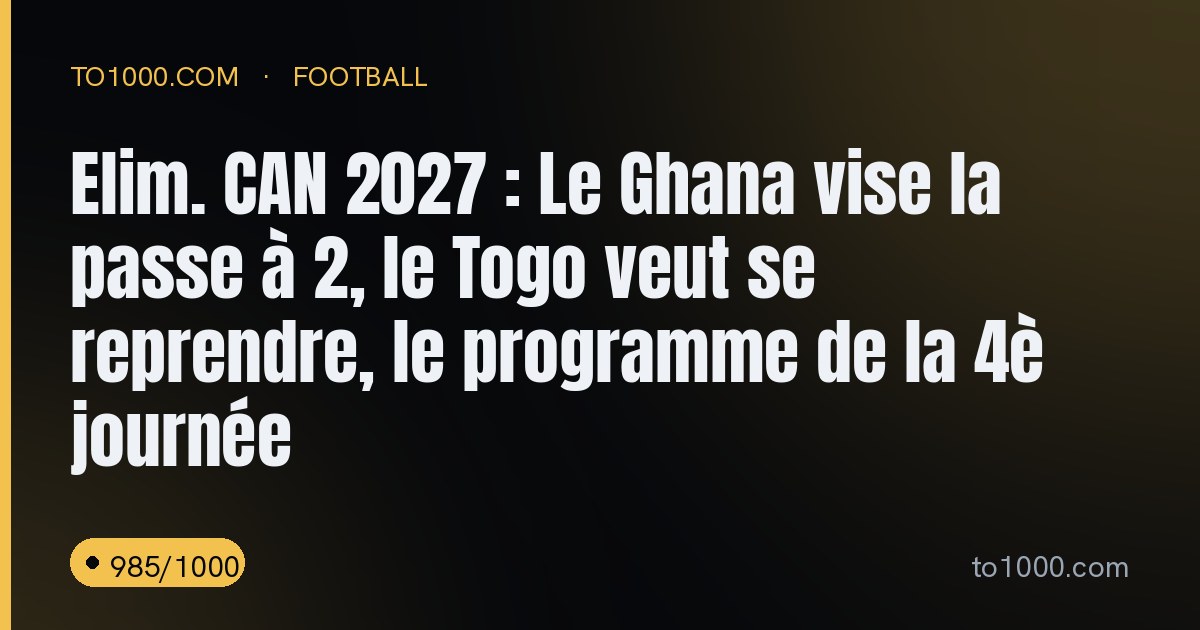 TO1000.COM · FOOTBALL
Elim. CAN 2027 : Le Ghana vise la
passe à 2, le Togo veut se
reprendre, le programme de la 4è
journée
985/1000
to1000.com